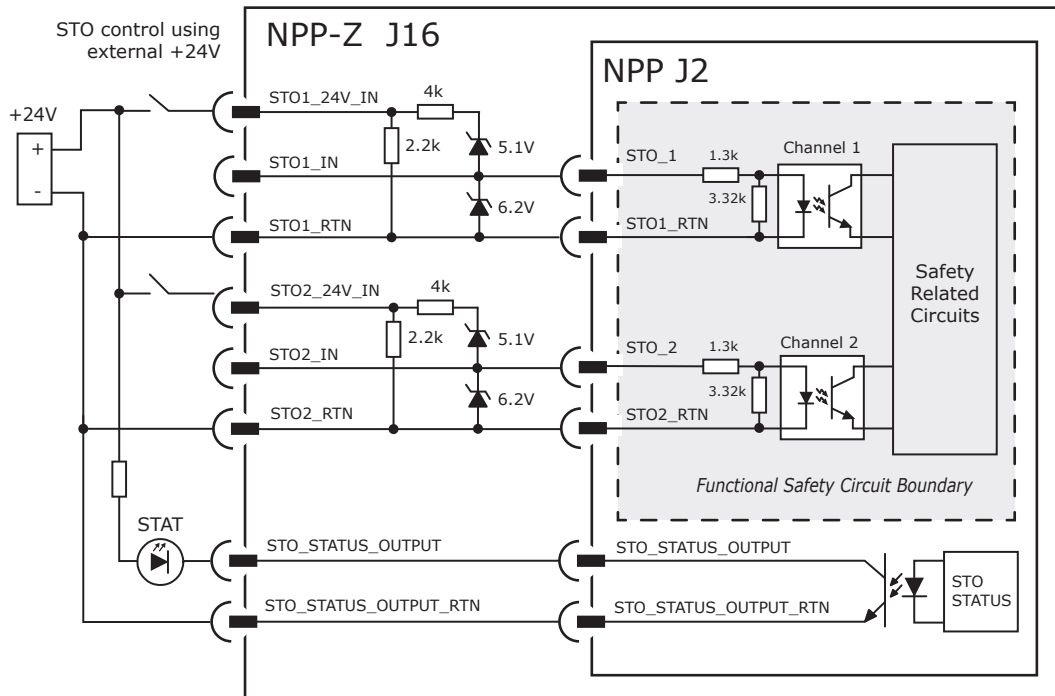 STO control using
external +24V
NPP-Z J16
NPP J2
+24V
+
-
STO1_24V_IN
4k
2.2k
5.1V
STO1_IN
6.2V
STO1_RTN
STO_1
1.3k
Channel 1
3.32k
STO1_RTN
STO2_24V_IN
4k
2.2k
5.1V
STO2_IN
6.2V
STO2_RTN
STO_2
1.3k
Channel 2
3.32k
STO2_RTN
Safety
Related
Circuits
Functional Safety Circuit Boundary
STAT
STO_STATUS_OUTPUT
STO_STATUS_OUTPUT
STO_STATUS_OUTPUT_RTN
STO_STATUS_OUTPUT_RTN
STO
STATUS